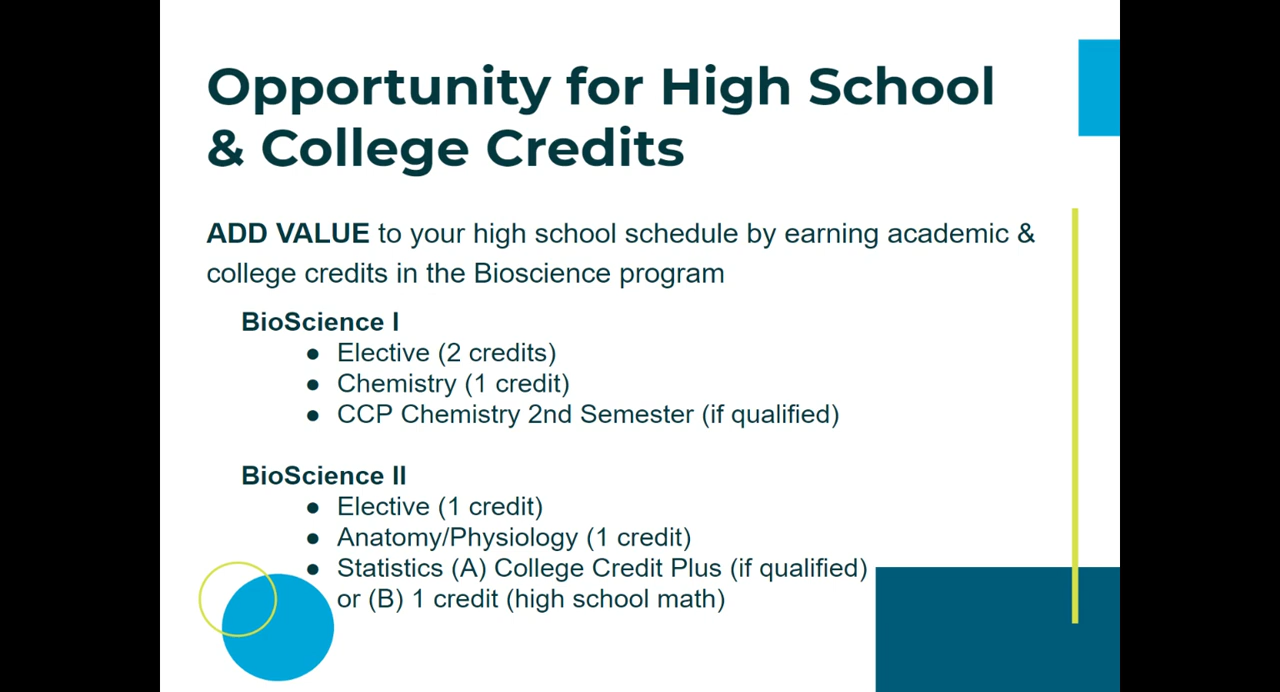 Opportunity for High School
& College Credits
ADD VALUE to your high school schedule by earning academic &
college credits in the Bioscience program
BioScience I
● Elective (2 credits)
● Chemistry (1 credit)
● CCP Chemistry 2nd Semester (if qualified)
BioScience II
● Elective (1 credit)
● Anatomy/Physiology (1 credit)
● Statistics (A) College Credit Plus (if qualified)
or (B) 1 credit (high school math)